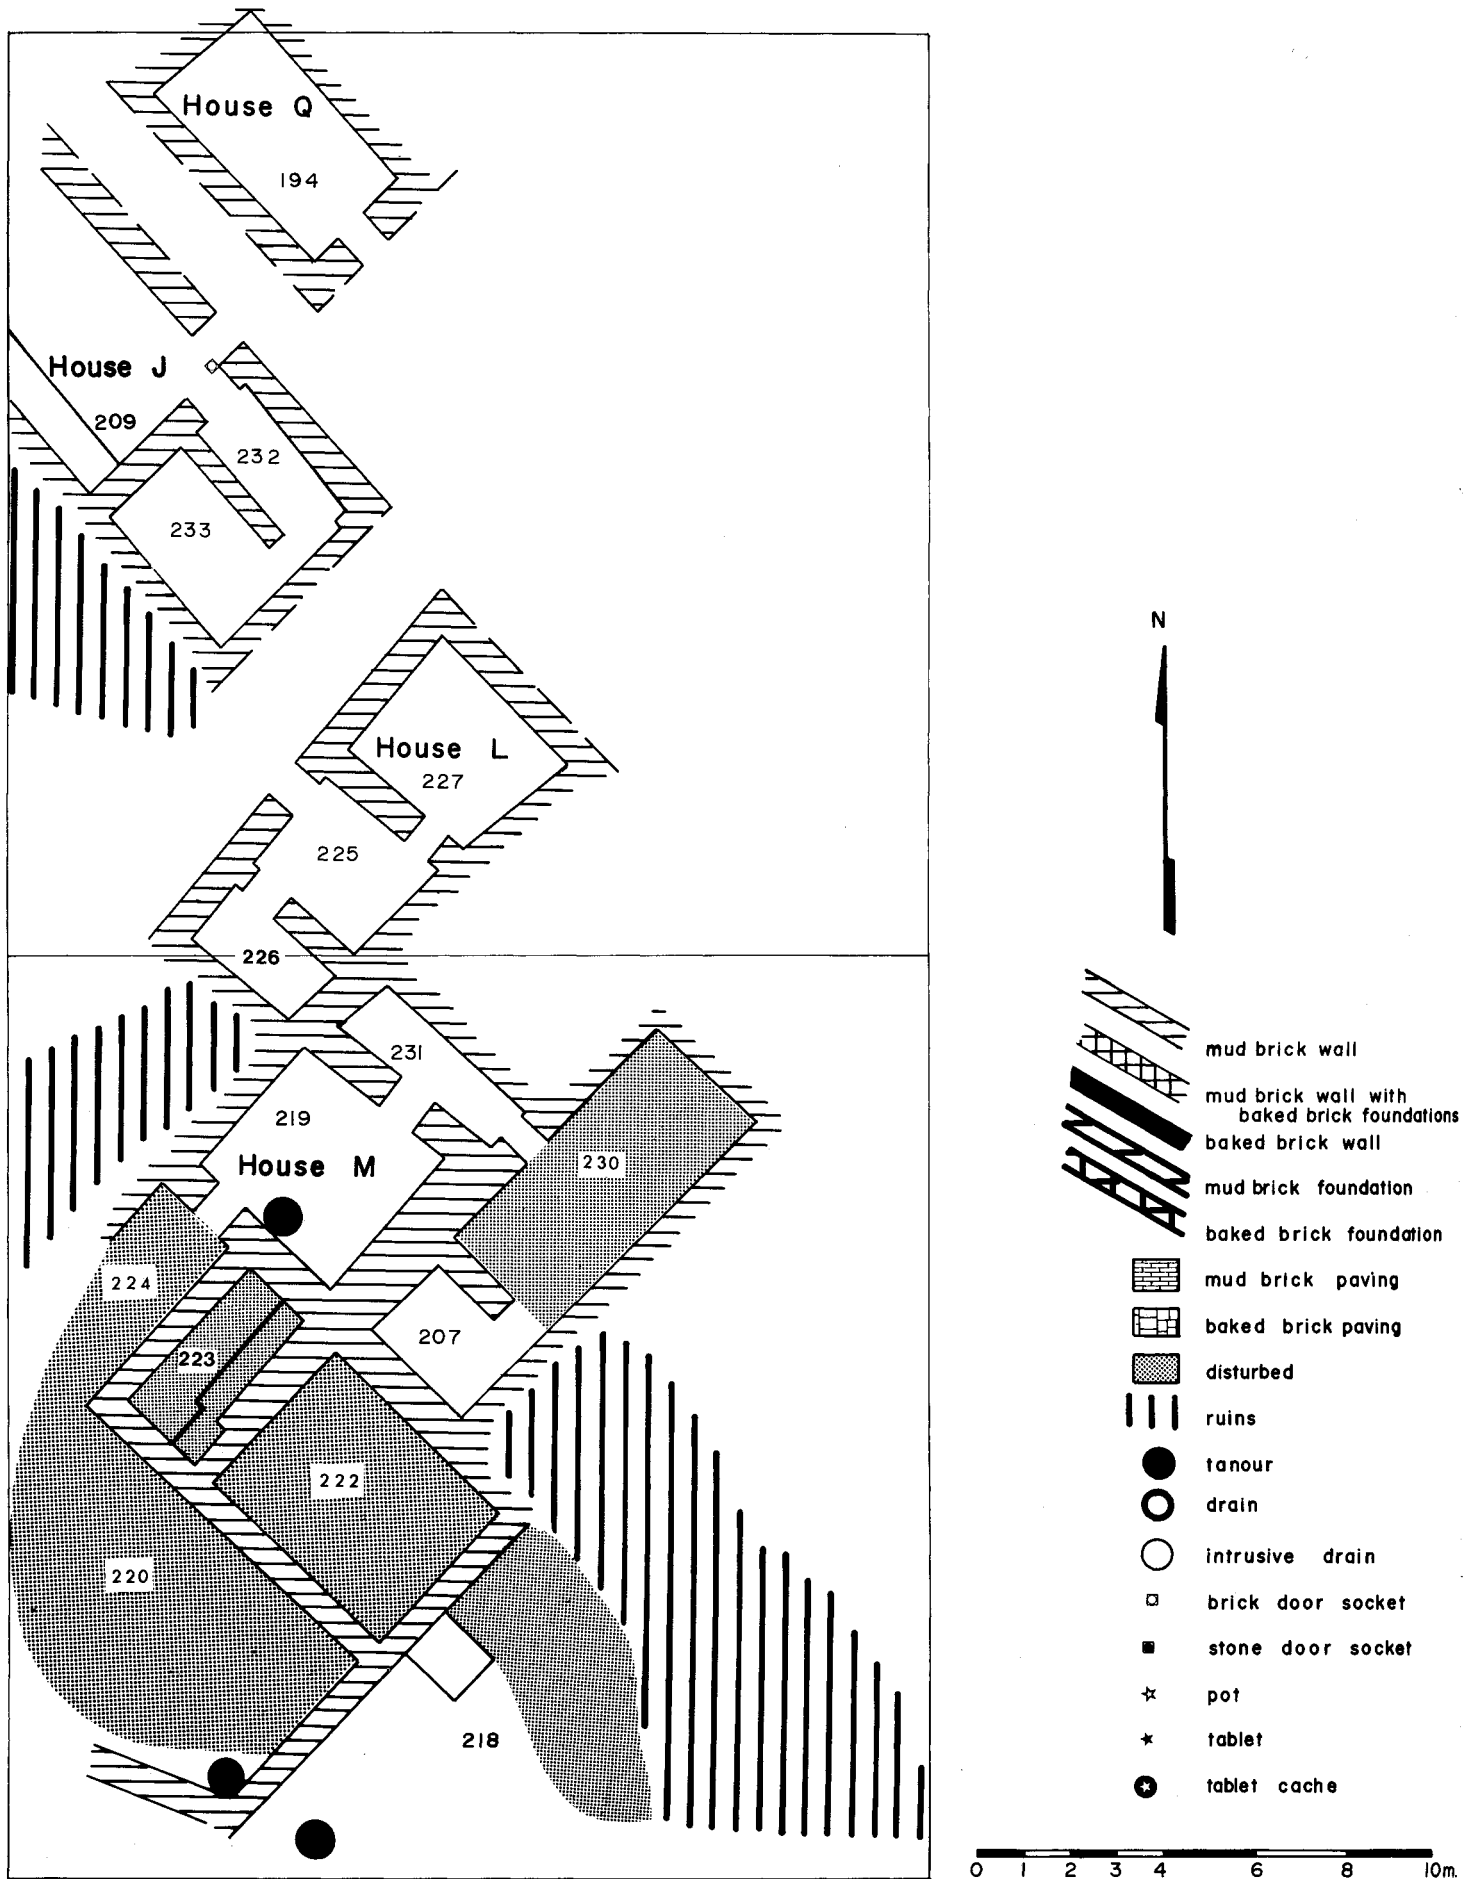 House Q
194
House J
209
232
233
House L
227
225
226
231
219
House M
230
224
207
223
222
220
218
N
mud brick wall
mud brick wall with
baked brick foundations
baked brick wall
mud brick foundation
baked brick foundation
mud brick paving
baked brick paving
disturbed
ruins
tanour
drain
intrusive drain
brick door socket
stone door socket
pot
tablet
tablet cache
0 1 2 3 4 6 8 10m.